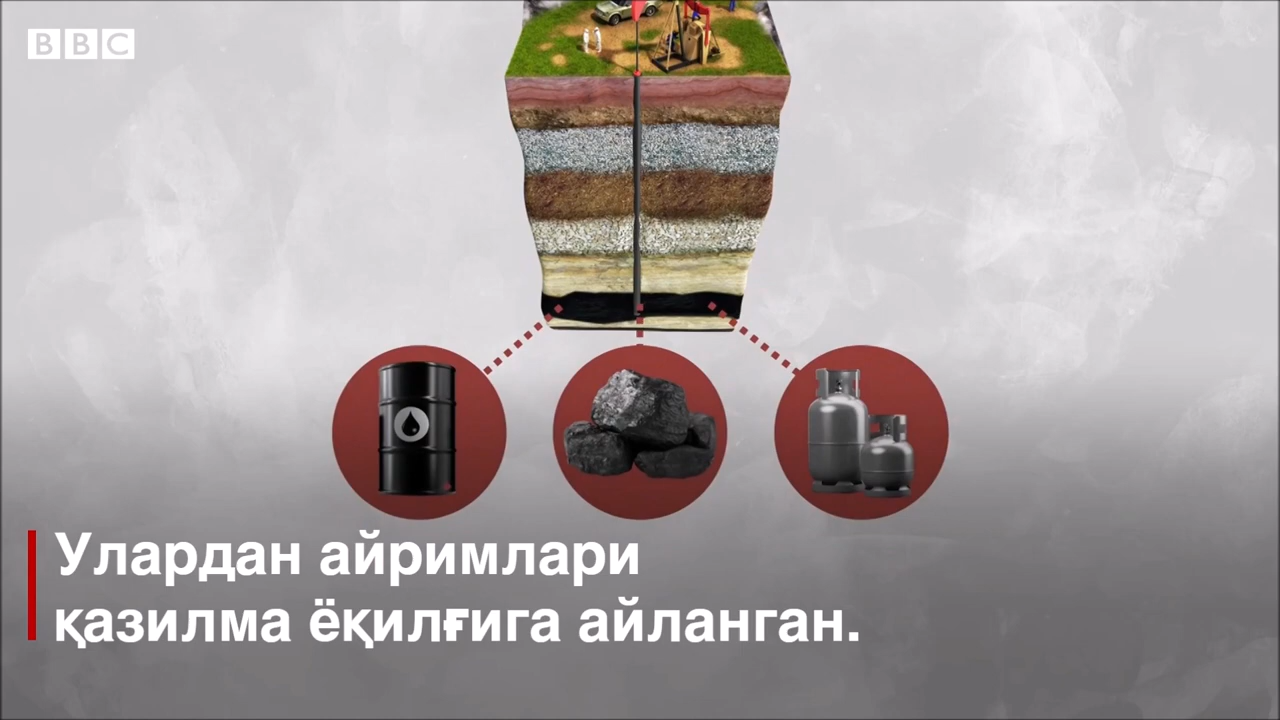 BBC
Улардан айримлари
қазилма ёқилғига айланган.